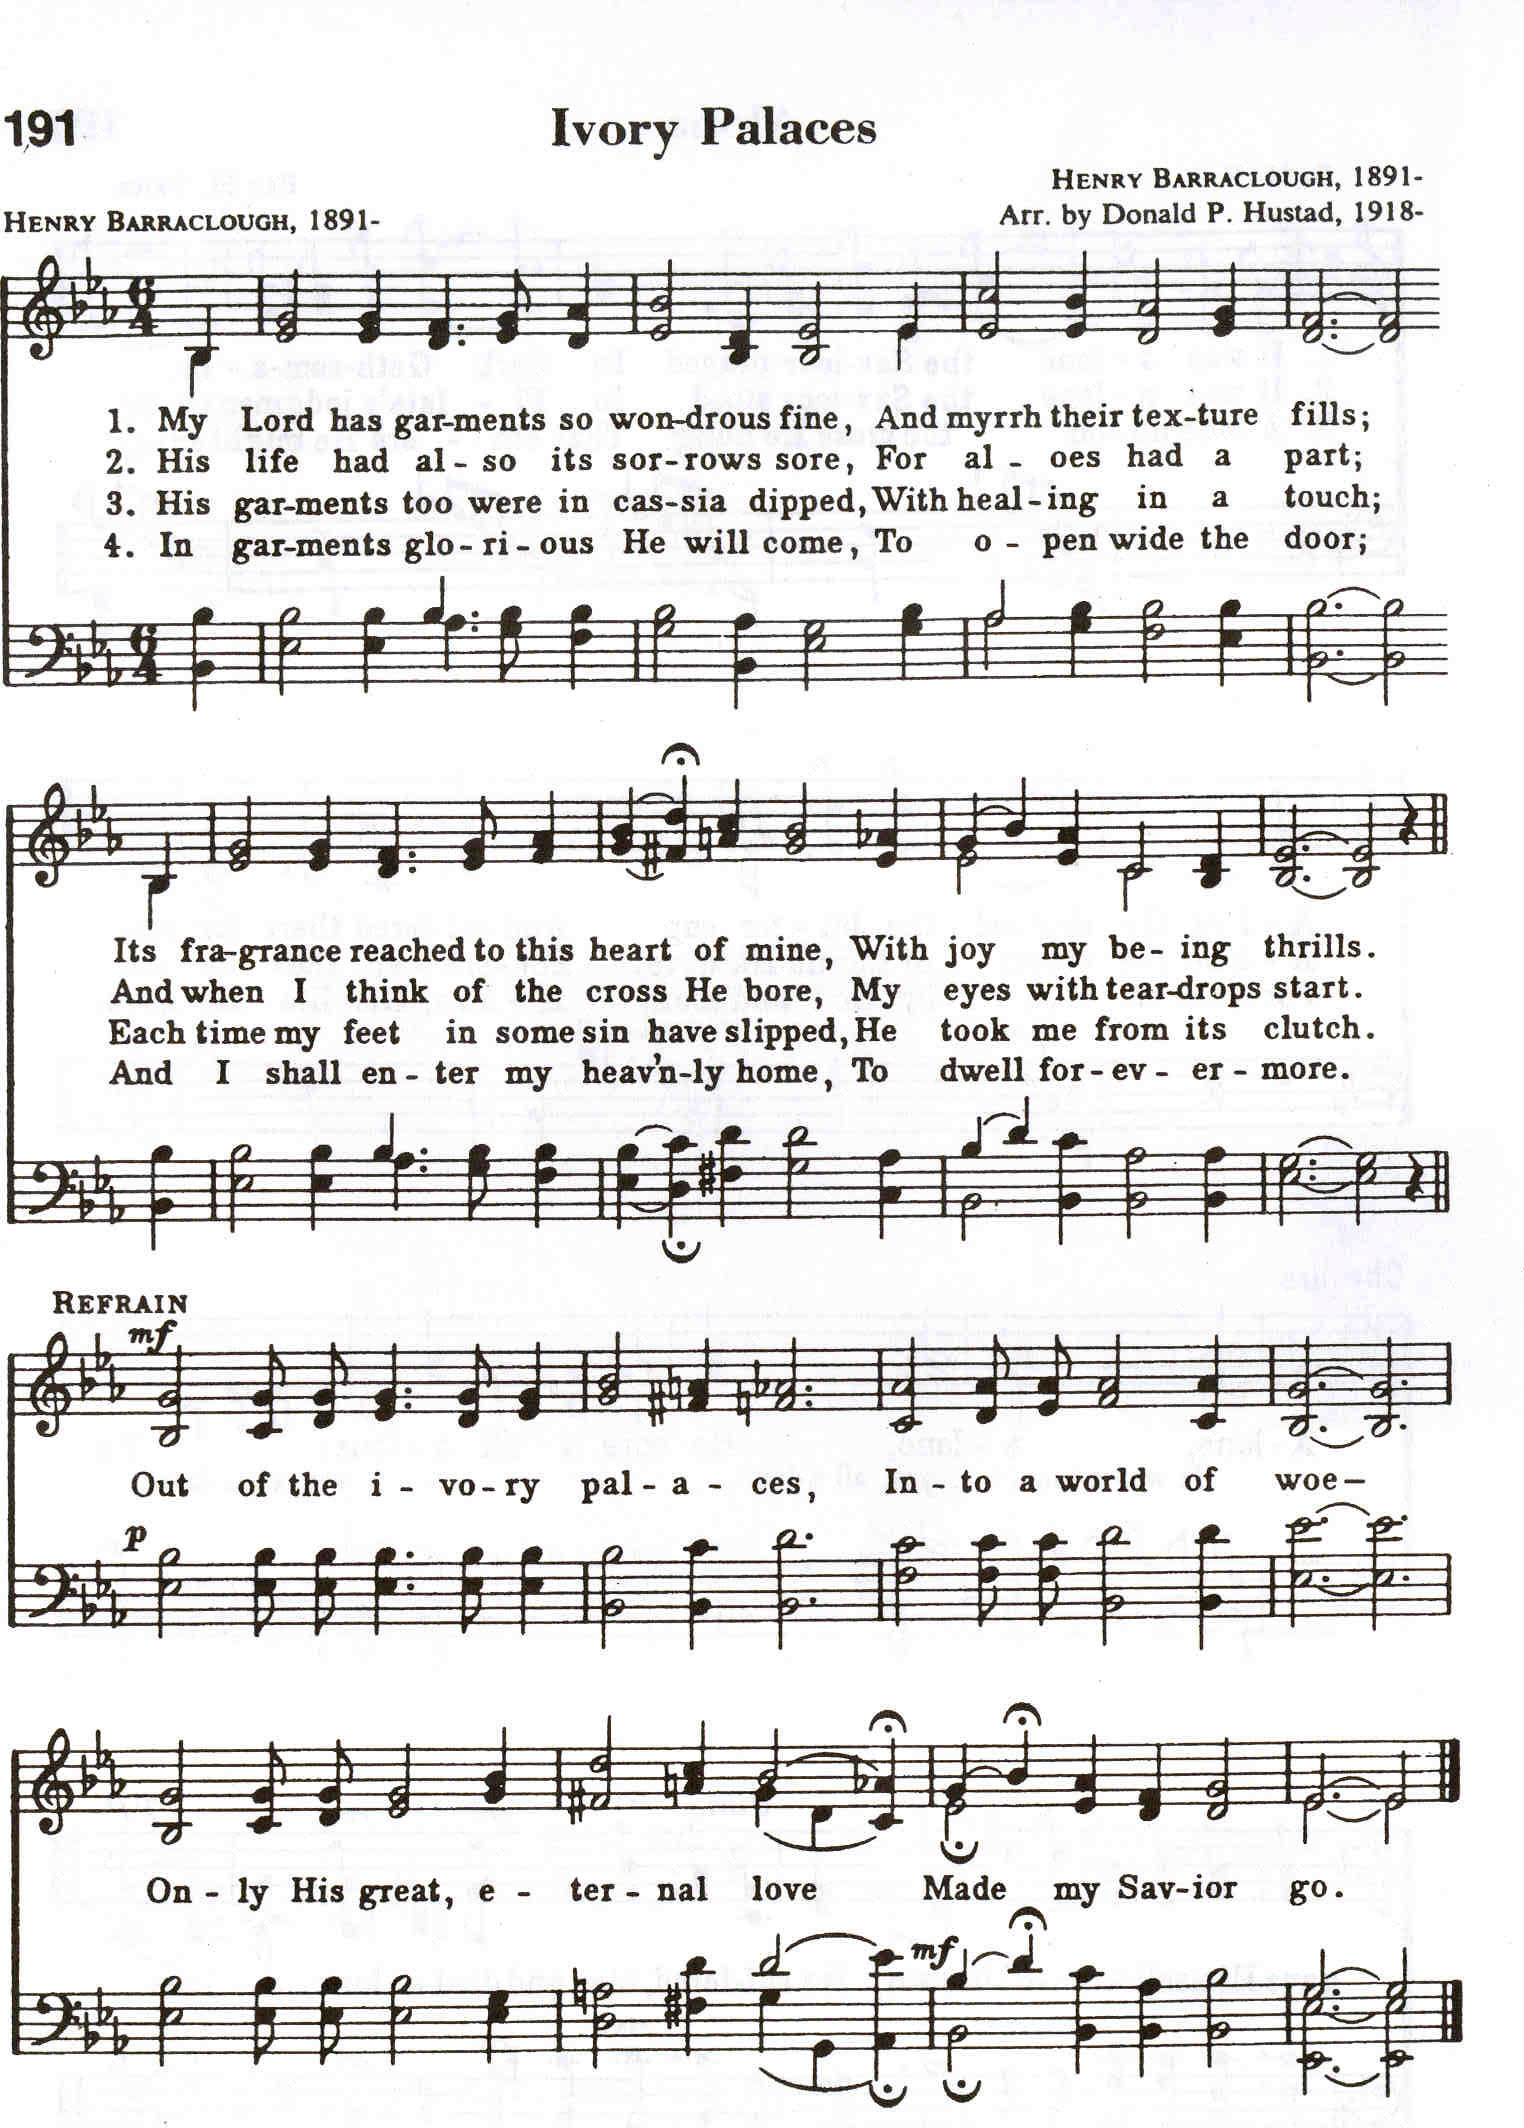 191
Ivory Palaces
HENRY BARRACLOUGH, 1891-
HENRY BARRACLOUGH, 1891-
Arr. by Donald P. Hustad, 1918-
1. My Lord has gar-ments so won-drous fine, And myrrh their tex-ture fills;
2. His life had al - so its sor-rows sore, For al - oes had a part;
3. His gar-ments too were in cas-sia dipped, With heal-ing in a touch;
4. In gar-ments glo-ri-ous He will come, To o - pen wide the door;
Its fra-grance reached to this heart of mine, With joy my be-ing thrills.
And when I think of the cross He bore, My eyes with tear-drops start.
Each time my feet in some sin have slipped, He took me from its clutch.
And I shall en-ter my heav'n-ly home, To dwell for-ev-er-more.
REFRAIN
mf
Out of the i - vo-ry pal-a-ces, In-to a world of woe—
p
On-ly His great, e - ter-nal love Made my Sav-ior go.
mf